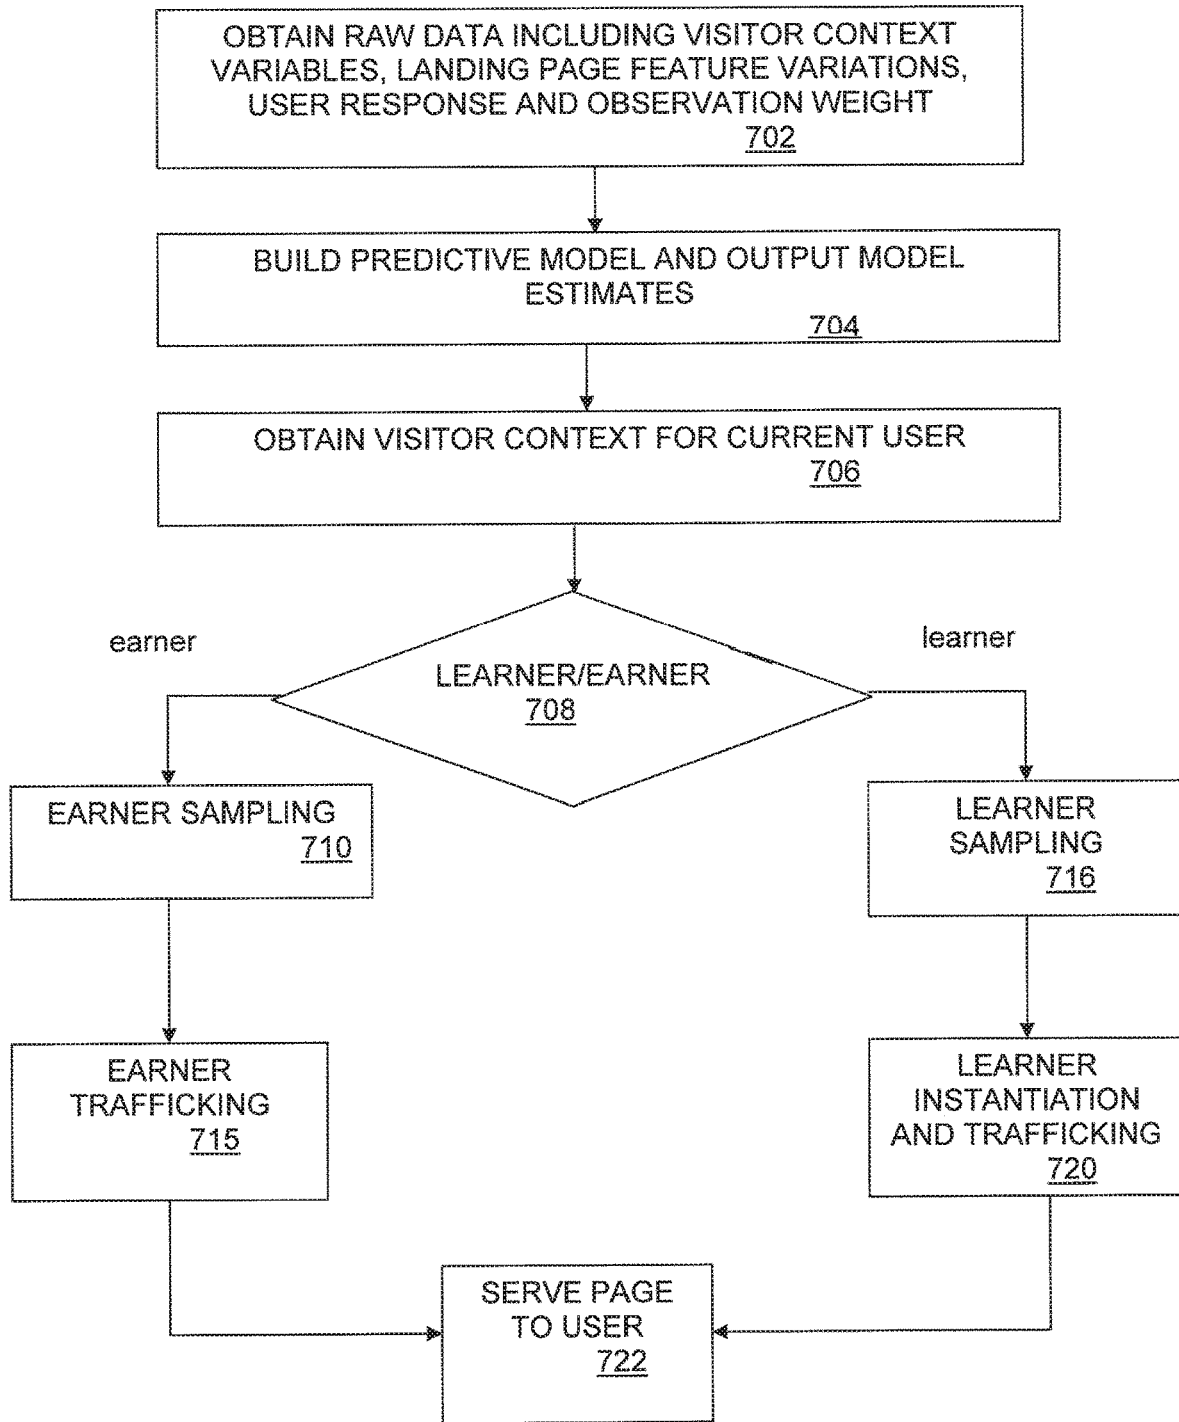 OBTAIN RAW DATA INCLUDING VISITOR CONTEXT
VARIABLES, LANDING PAGE FEATURE VARIATIONS,
USER RESPONSE AND OBSERVATION WEIGHT
702
BUILD PREDICTIVE MODEL AND OUTPUT MODEL
ESTIMATES
704
OBTAIN VISITOR CONTEXT FOR CURRENT USER
706
earner
learner
LEARNER/EARNER
708
EARNER SAMPLING
710
LEARNER
SAMPLING
716
EARNER
TRAFFICKING
715
LEARNER
INSTANTIATION
AND TRAFFICKING
720
SERVE PAGE
TO USER
722